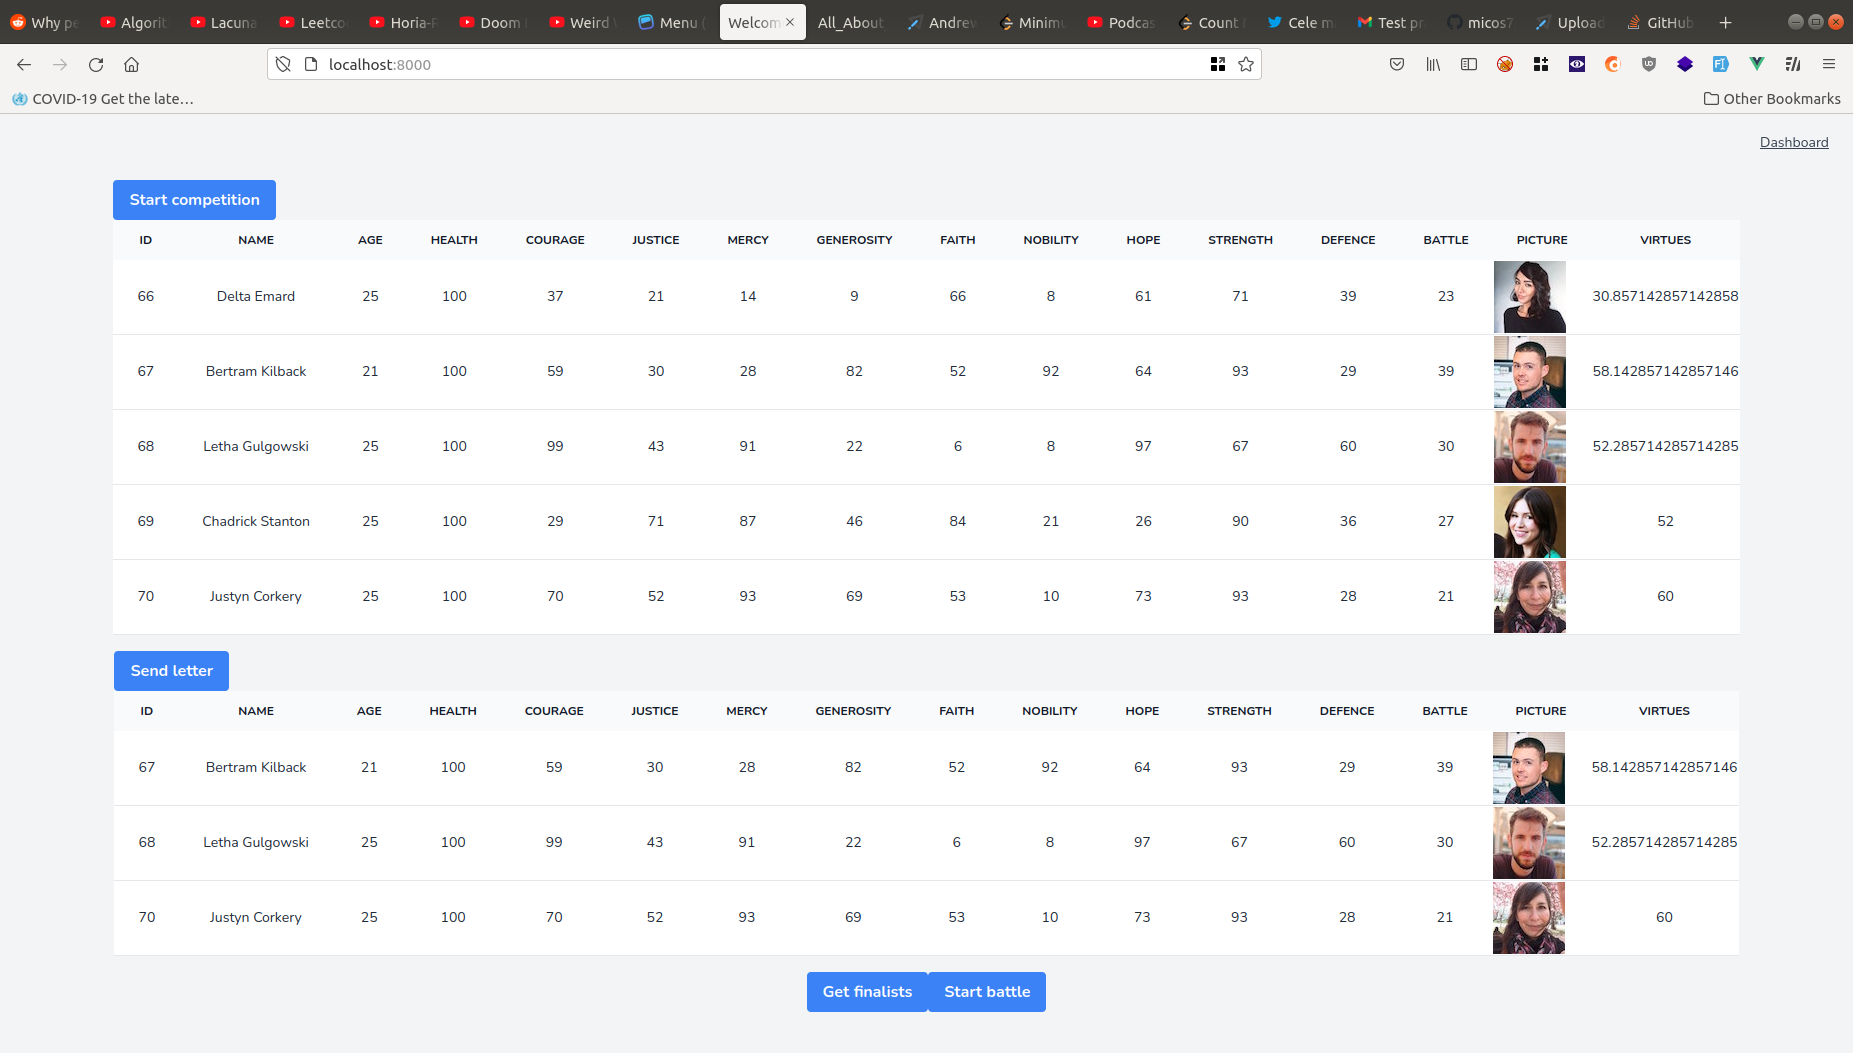 Why pe Algorit Lacuna Leetco Horia-R Doom Weird Menu ( Welcom All_About Andrew Minimu Podcas Count Cele m Test pr micos7 Upload GitHub
localhost:8000
COVID-19 Get the late… Other Bookmarks
Dashboard
Start competition
ID NAME AGE HEALTH COURAGE JUSTICE MERCY GENEROSITY FAITH NOBILITY HOPE STRENGTH DEFENCE BATTLE PICTURE VIRTUES
66 Delta Emard 25 100 37 21 14 9 66 8 61 71 39 23 30.857142857142858
67 Bertram Kilback 21 100 59 30 28 82 52 92 64 93 29 39 58.142857142857146
68 Letha Gulgowski 25 100 99 43 91 22 6 8 97 67 60 30 52.285714285714285
69 Chadrick Stanton 25 100 29 71 87 46 84 21 26 90 36 27 52
70 Justyn Corkery 25 100 70 52 93 69 53 10 73 93 28 21 60
Send letter
ID NAME AGE HEALTH COURAGE JUSTICE MERCY GENEROSITY FAITH NOBILITY HOPE STRENGTH DEFENCE BATTLE PICTURE VIRTUES
67 Bertram Kilback 21 100 59 30 28 82 52 92 64 93 29 39 58.142857142857146
68 Letha Gulgowski 25 100 99 43 91 22 6 8 97 67 60 30 52.285714285714285
70 Justyn Corkery 25 100 70 52 93 69 53 10 73 93 28 21 60
Get finalists Start battle